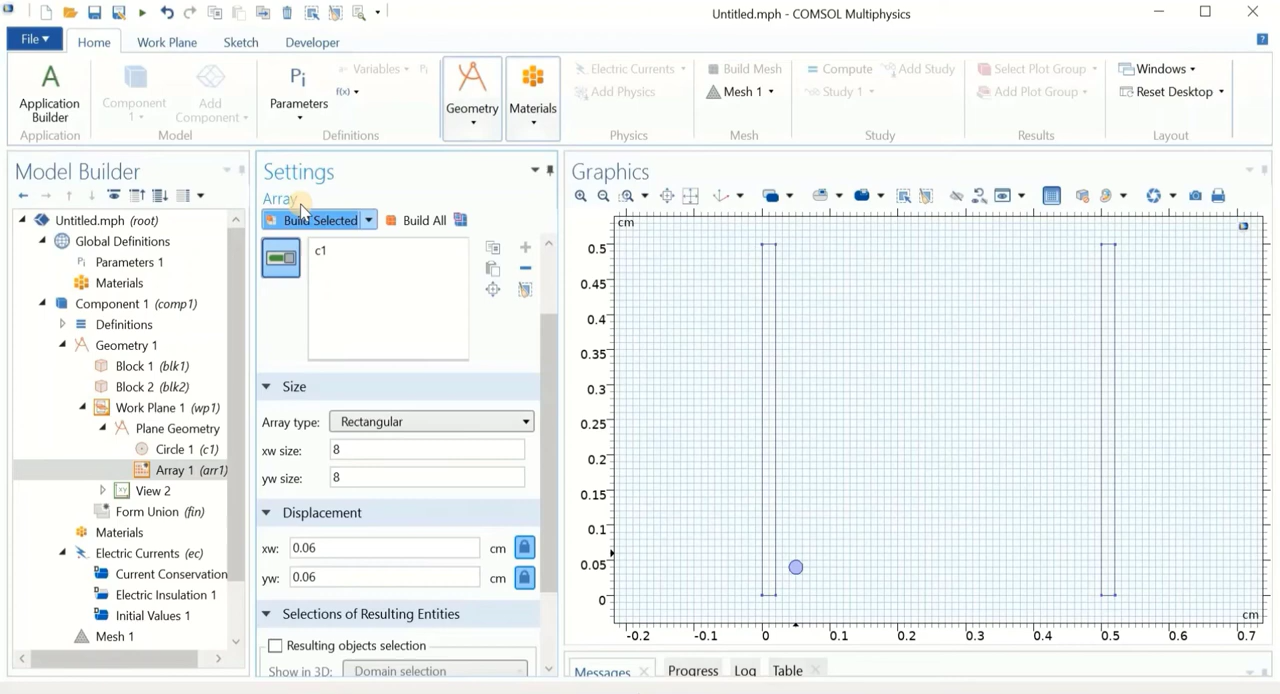 Untitled.mph - COMSOL Multiphysics
File Home Work Plane Sketch Developer
A Application Builder
Component 1
Add Component
Pi Parameters
Variables Pi
f(x)
Geometry
Materials
Electric Currents
Add Physics
Build Mesh
Mesh 1
= Compute Add Study
Study 1
Select Plot Group
Add Plot Group
Windows
Reset Desktop
Application Model Definitions Physics Mesh Study Results Layout
Model Builder
Untitled.mph (root)
Global Definitions
Pi Parameters 1
Materials
Component 1 (comp1)
Definitions
Geometry 1
Block 1 (blk1)
Block 2 (blk2)
Work Plane 1 (wp1)
Plane Geometry
Circle 1 (c1)
Array 1 (arr1)
View 2
Form Union (fin)
Materials
Electric Currents (ec)
Current Conservation
Electric Insulation 1
Initial Values 1
Mesh 1
Settings
Array
Build Selected Build All
c1
Size
Array type: Rectangular
xw size: 8
yw size: 8
Displacement
xw: 0.06 cm
yw: 0.06 cm
Selections of Resulting Entities
Resulting objects selection
Show in 3D: Domain selection
Graphics
cm
0.5
0.45
0.4
0.35
0.3
0.25
0.2
0.15
0.1
0.05
0
cm
-0.2 -0.1 0 0.1 0.2 0.3 0.4 0.5 0.6 0.7
Messages Progress Log Table